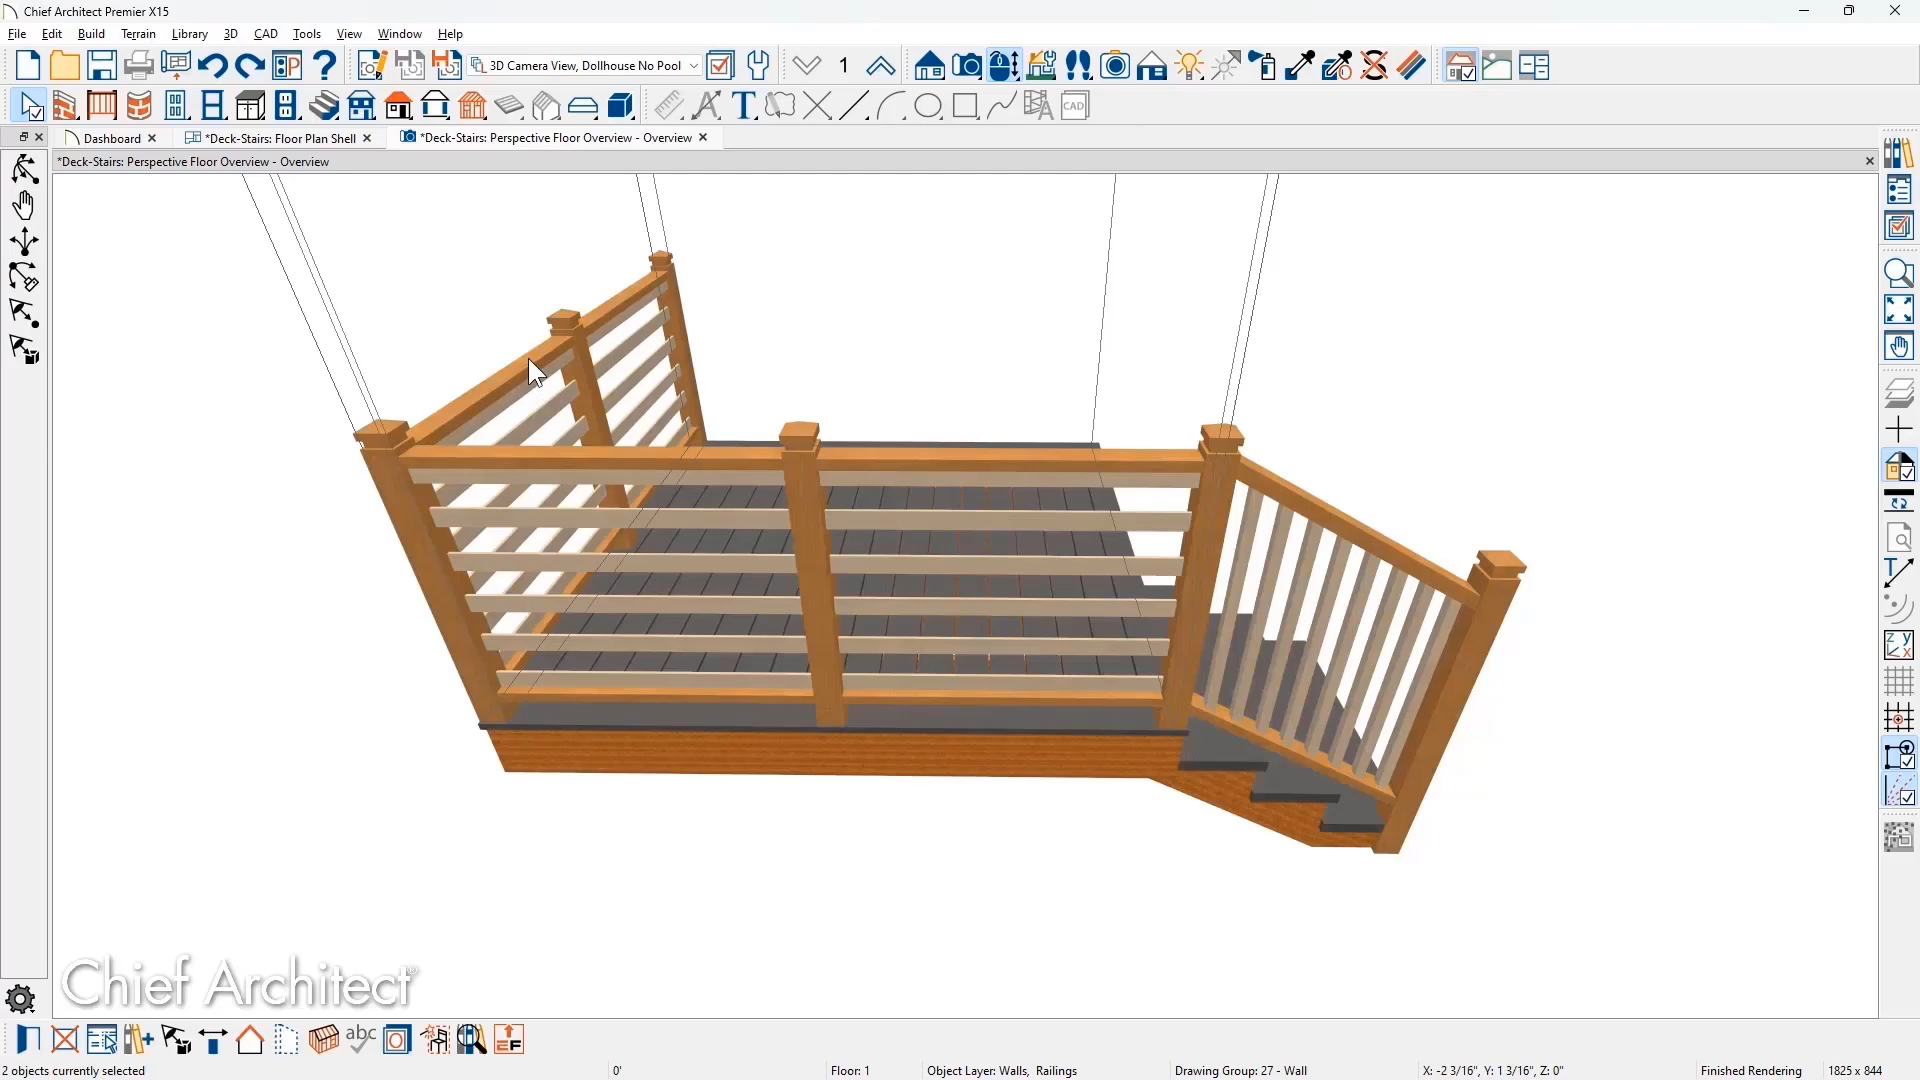 Chief Architect Premier X15
File Edit Build Terrain Library 3D CAD Tools View Window Help
3D Camera View, Dollhouse No Pool
1
CAD
Dashboard
*Deck-Stairs: Floor Plan Shell
*Deck-Stairs: Perspective Floor Overview - Overview
*Deck-Stairs: Perspective Floor Overview - Overview
T
z y
x
Chief Architect®
abc
EF
2 objects currently selected
0'
Floor: 1
Object Layer: Walls, Railings
Drawing Group: 27 - Wall
X: -2 3/16", Y: 1 3/16", Z: 0"
Finished Rendering
1825 x 844